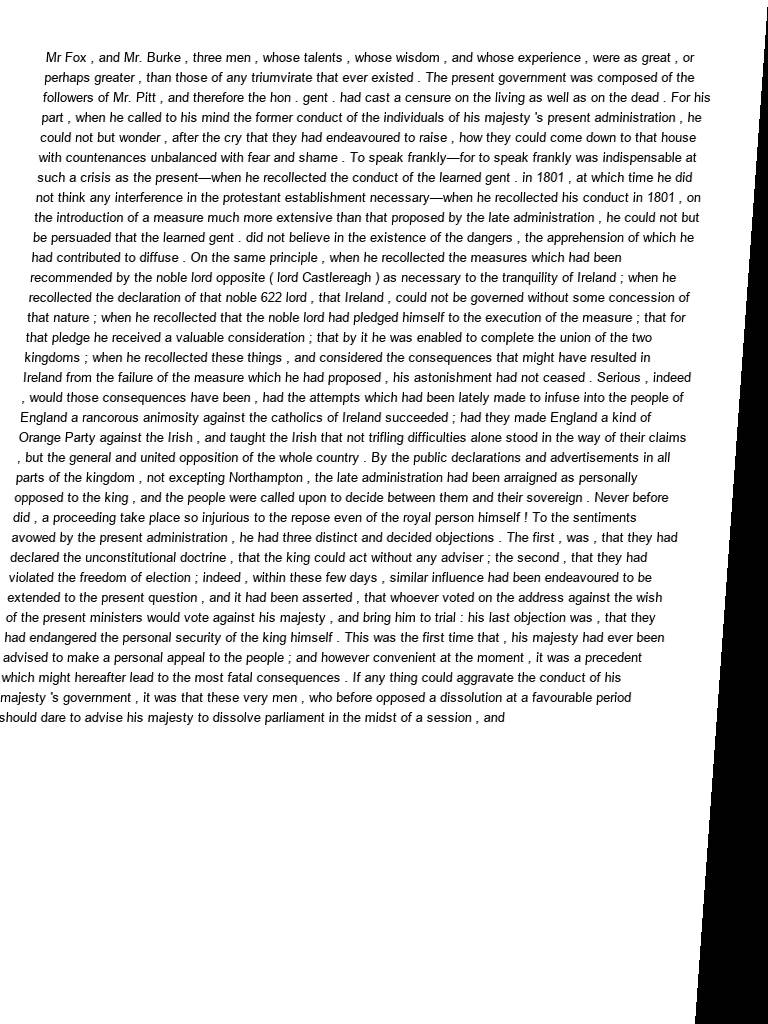 Mr Fox , and Mr. Burke , three men , whose talents , whose wisdom , and whose experience , were as great , or
perhaps greater , than those of any triumvirate that ever existed . The present government was composed of the
followers of Mr. Pitt , and therefore the hon . gent . had cast a censure on the living as well as on the dead . For his
part , when he called to his mind the former conduct of the individuals of his majesty 's present administration , he
could not but wonder , after the cry that they had endeavoured to raise , how they could come down to that house
with countenances unbalanced with fear and shame . To speak frankly—for to speak frankly was indispensable at
such a crisis as the present—when he recollected the conduct of the learned gent . in 1801 , at which time he did
not think any interference in the protestant establishment necessary—when he recollected his conduct in 1801 , on
the introduction of a measure much more extensive than that proposed by the late administration , he could not but
be persuaded that the learned gent . did not believe in the existence of the dangers , the apprehension of which he
had contributed to diffuse . On the same principle , when he recollected the measures which had been
recommended by the noble lord opposite ( lord Castlereagh ) as necessary to the tranquility of Ireland ; when he
recollected the declaration of that noble 622 lord , that Ireland , could not be governed without some concession of
that nature ; when he recollected that the noble lord had pledged himself to the execution of the measure ; that for
that pledge he received a valuable consideration ; that by it he was enabled to complete the union of the two
kingdoms ; when he recollected these things , and considered the consequences that might have resulted in
Ireland from the failure of the measure which he had proposed , his astonishment had not ceased . Serious , indeed
, would those consequences have been , had the attempts which had been lately made to infuse into the people of
England a rancorous animosity against the catholics of Ireland succeeded ; had they made England a kind of
Orange Party against the Irish , and taught the Irish that not trifling difficulties alone stood in the way of their claims
, but the general and united opposition of the whole country . By the public declarations and advertisements in all
parts of the kingdom , not excepting Northampton , the late administration had been arraigned as personally
opposed to the king , and the people were called upon to decide between them and their sovereign . Never before
did , a proceeding take place so injurious to the repose even of the royal person himself ! To the sentiments
avowed by the present administration , he had three distinct and decided objections . The first , was , that they had
declared the unconstitutional doctrine , that the king could act without any adviser ; the second , that they had
violated the freedom of election ; indeed , within these few days , similar influence had been endeavoured to be
extended to the present question , and it had been asserted , that whoever voted on the address against the wish
of the present ministers would vote against his majesty , and bring him to trial : his last objection was , that they
had endangered the personal security of the king himself . This was the first time that , his majesty had ever been
advised to make a personal appeal to the people ; and however convenient at the moment , it was a precedent
which might hereafter lead to the most fatal consequences . If any thing could aggravate the conduct of his
majesty 's government , it was that these very men , who before opposed a dissolution at a favourable period
should dare to advise his majesty to dissolve parliament in the midst of a session , and